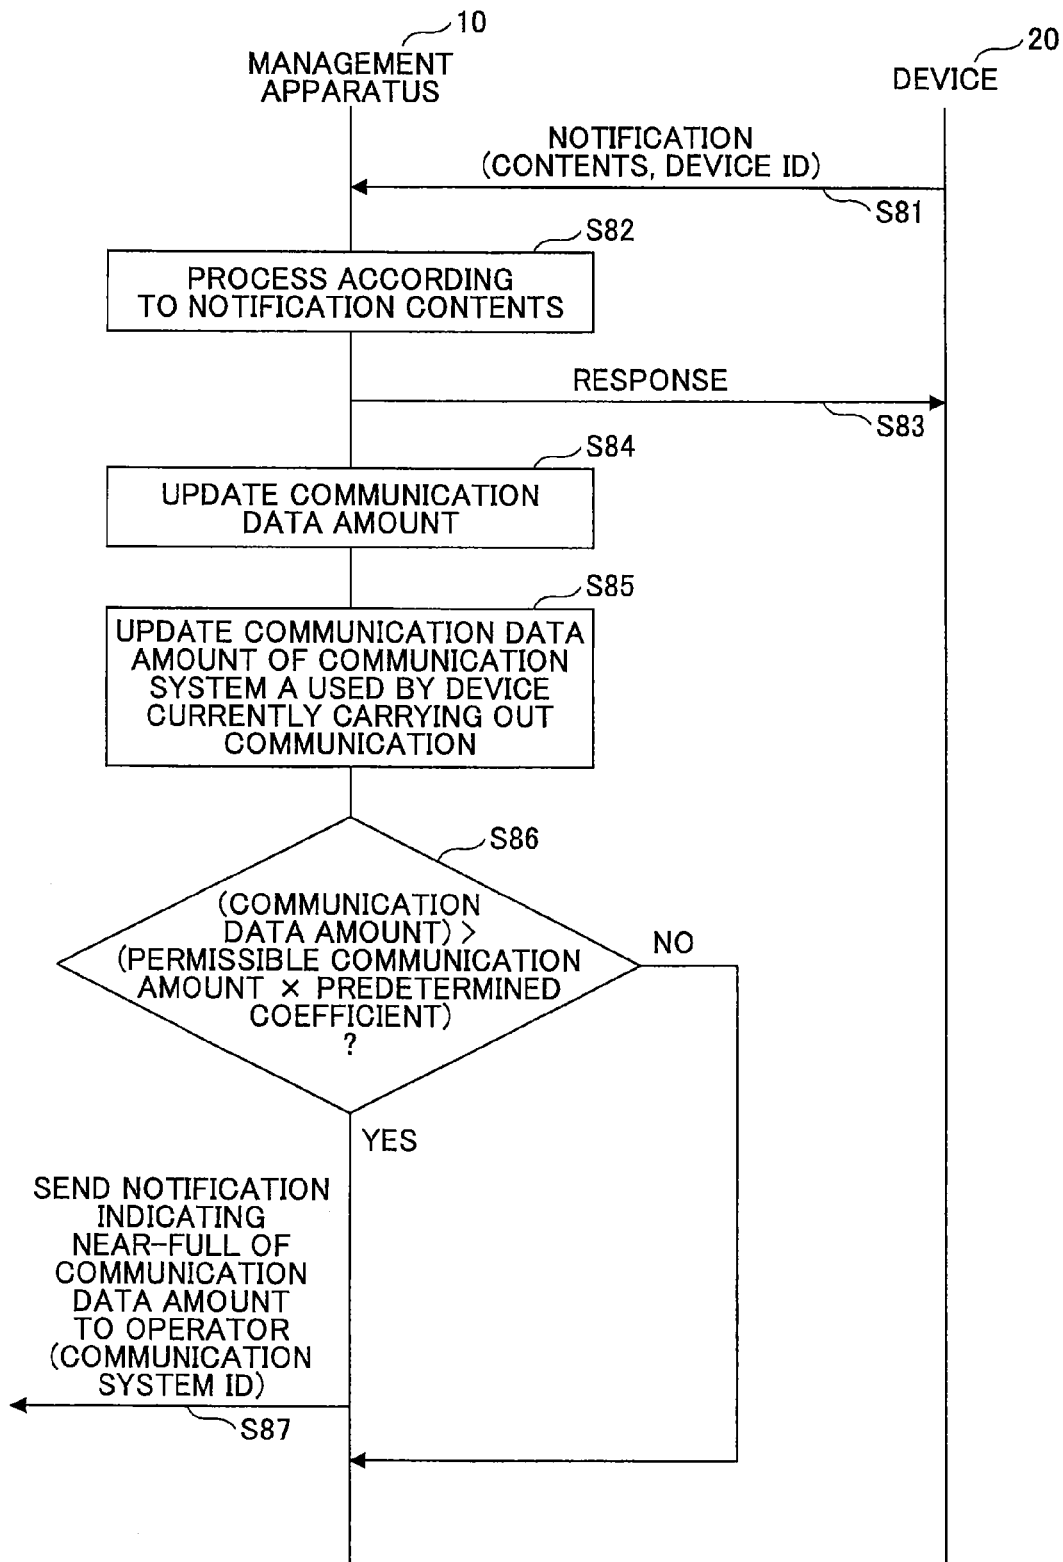 10
MANAGEMENT
APPARATUS
20
DEVICE
NOTIFICATION
(CONTENTS, DEVICE ID)
S81
S82
PROCESS ACCORDING
TO NOTIFICATION CONTENTS
RESPONSE
S83
S84
UPDATE COMMUNICATION
DATA AMOUNT
S85
UPDATE COMMUNICATION DATA
AMOUNT OF COMMUNICATION
SYSTEM A USED BY DEVICE
CURRENTLY CARRYING OUT
COMMUNICATION
S86
(COMMUNICATION
DATA AMOUNT) >
(PERMISSIBLE COMMUNICATION
AMOUNT × PREDETERMINED
COEFFICIENT)
?
NO
YES
SEND NOTIFICATION
INDICATING
NEAR-FULL OF
COMMUNICATION
DATA AMOUNT
TO OPERATOR
(COMMUNICATION
SYSTEM ID)
S87